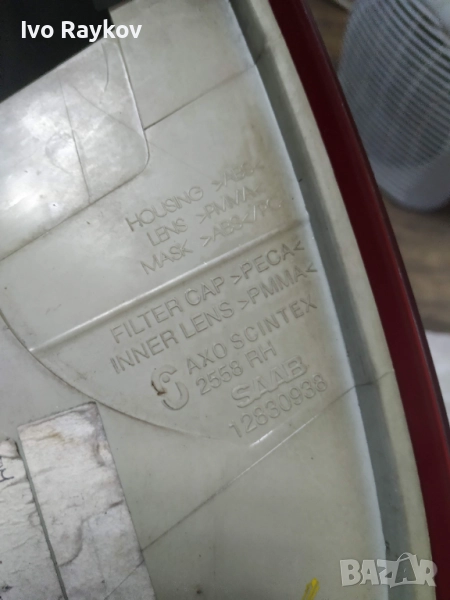 Ivo Raykov
HOUSING >ABS<
LENS >PMMA<
MASK >ABS+PC<
FILTER CAP >PECA<
INNER LENS >PMMA<
AXO SCINTEX
2558 RH
SAAB
12830938
BAZAR